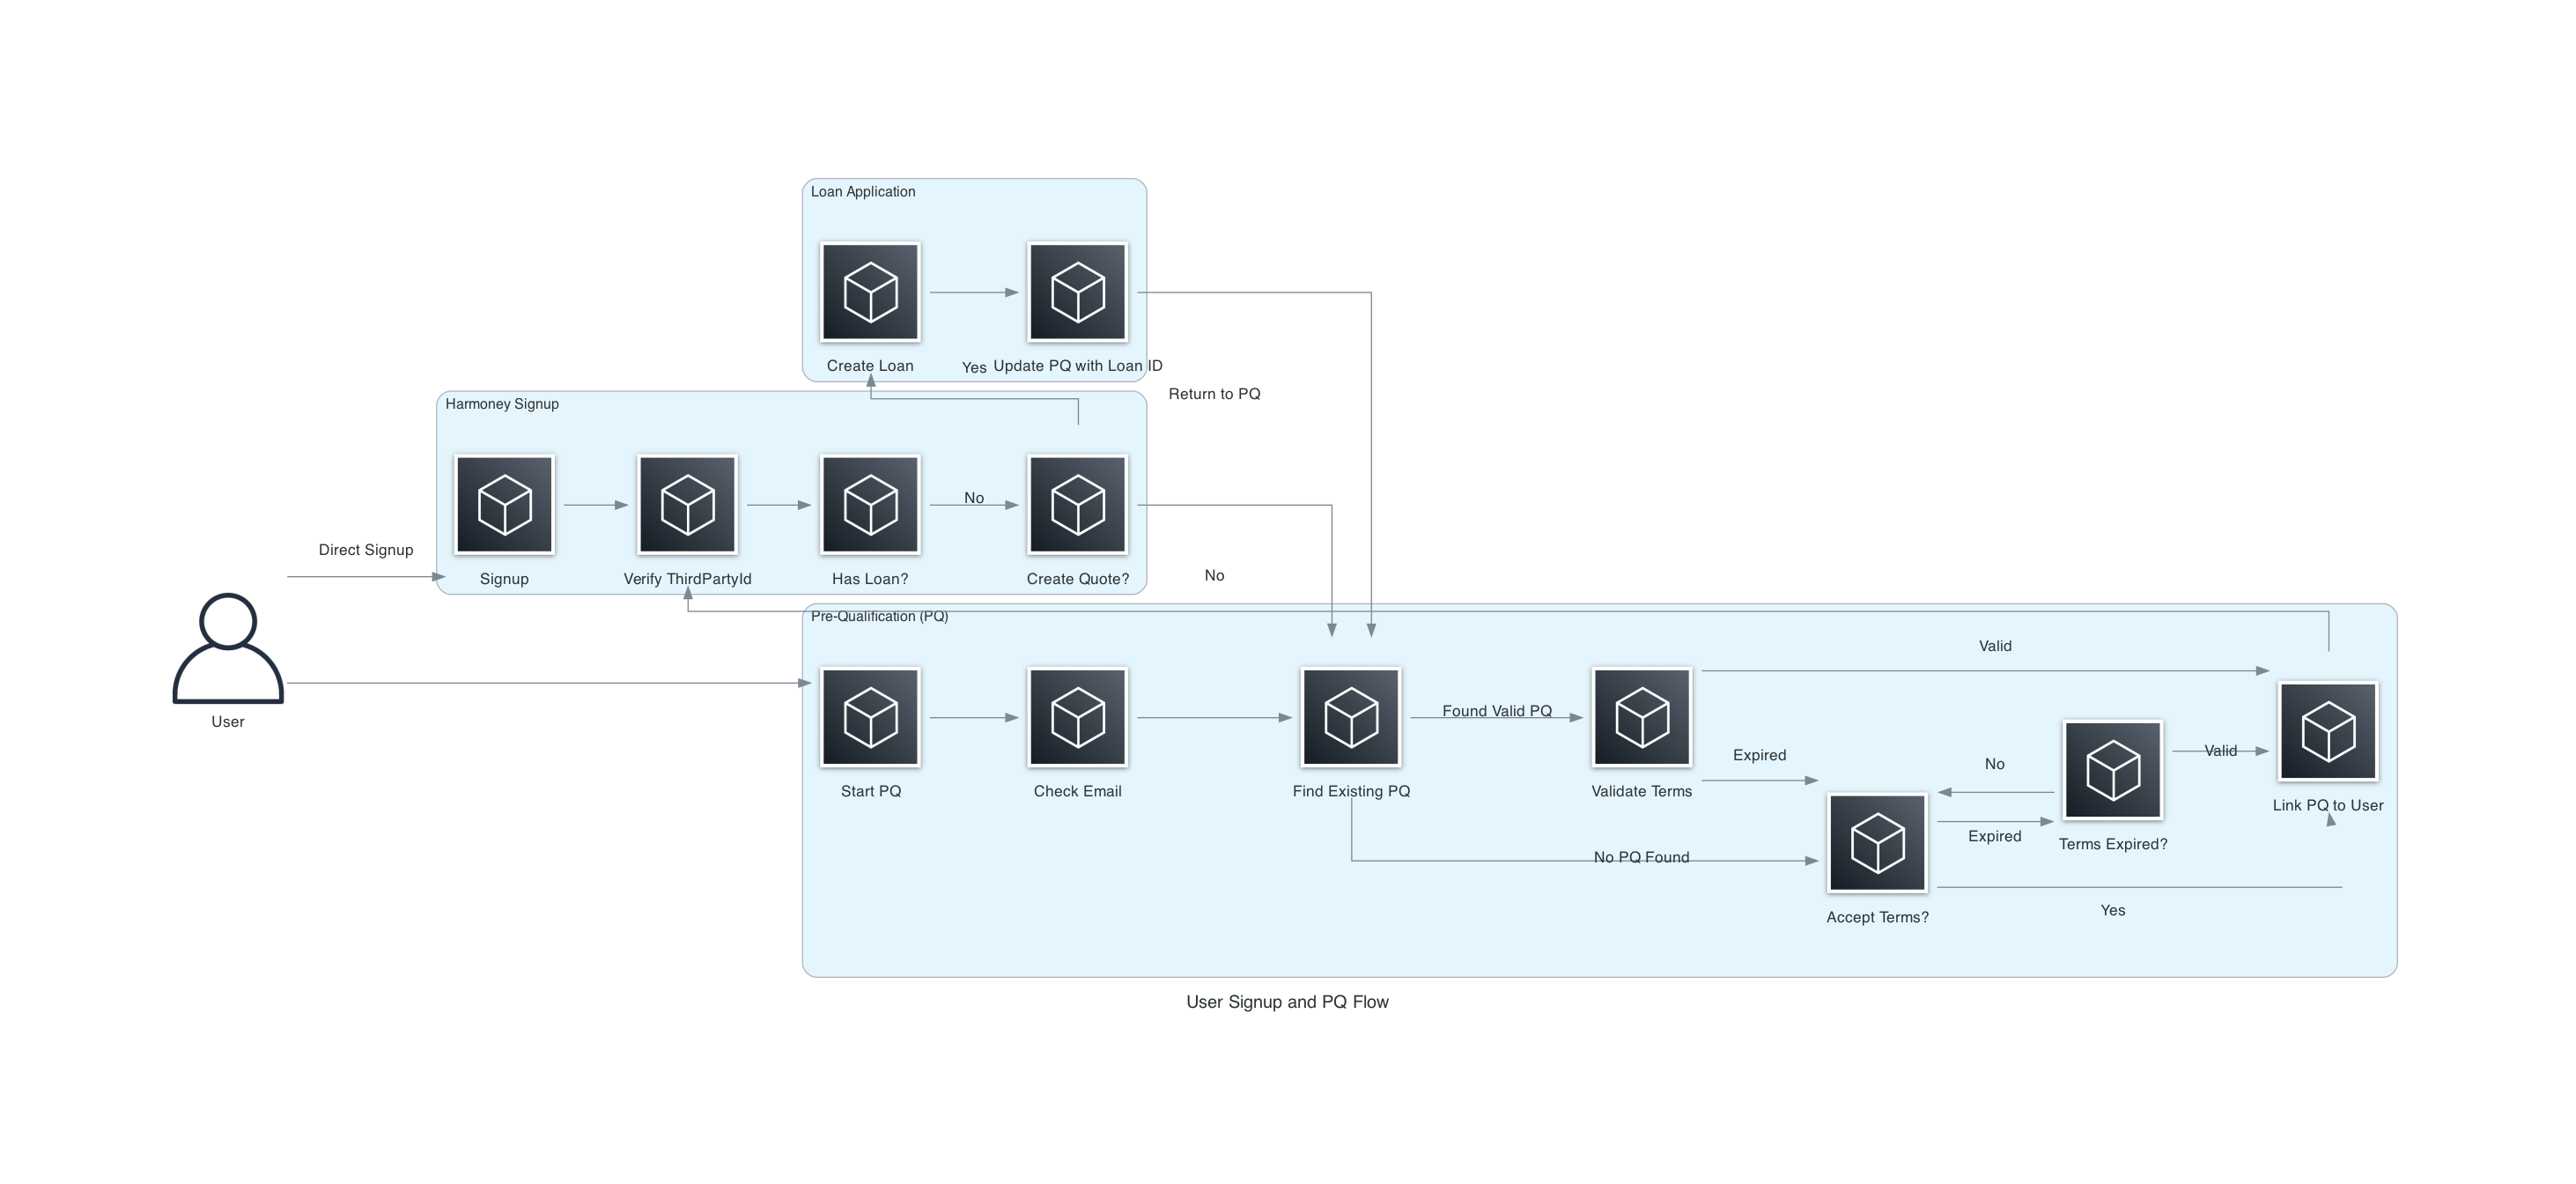 Loan Application
Create Loan
Yes
Update PQ with Loan ID
Return to PQ
Harmoney Signup
No
Direct Signup
Signup
Verify ThirdPartyId
Has Loan?
Create Quote?
No
Pre-Qualification (PQ)
Valid
User
Found Valid PQ
Expired
No
Valid
Start PQ
Check Email
Find Existing PQ
Validate Terms
Link PQ to User
Expired
Terms Expired?
No PQ Found
Accept Terms?
Yes
User Signup and PQ Flow